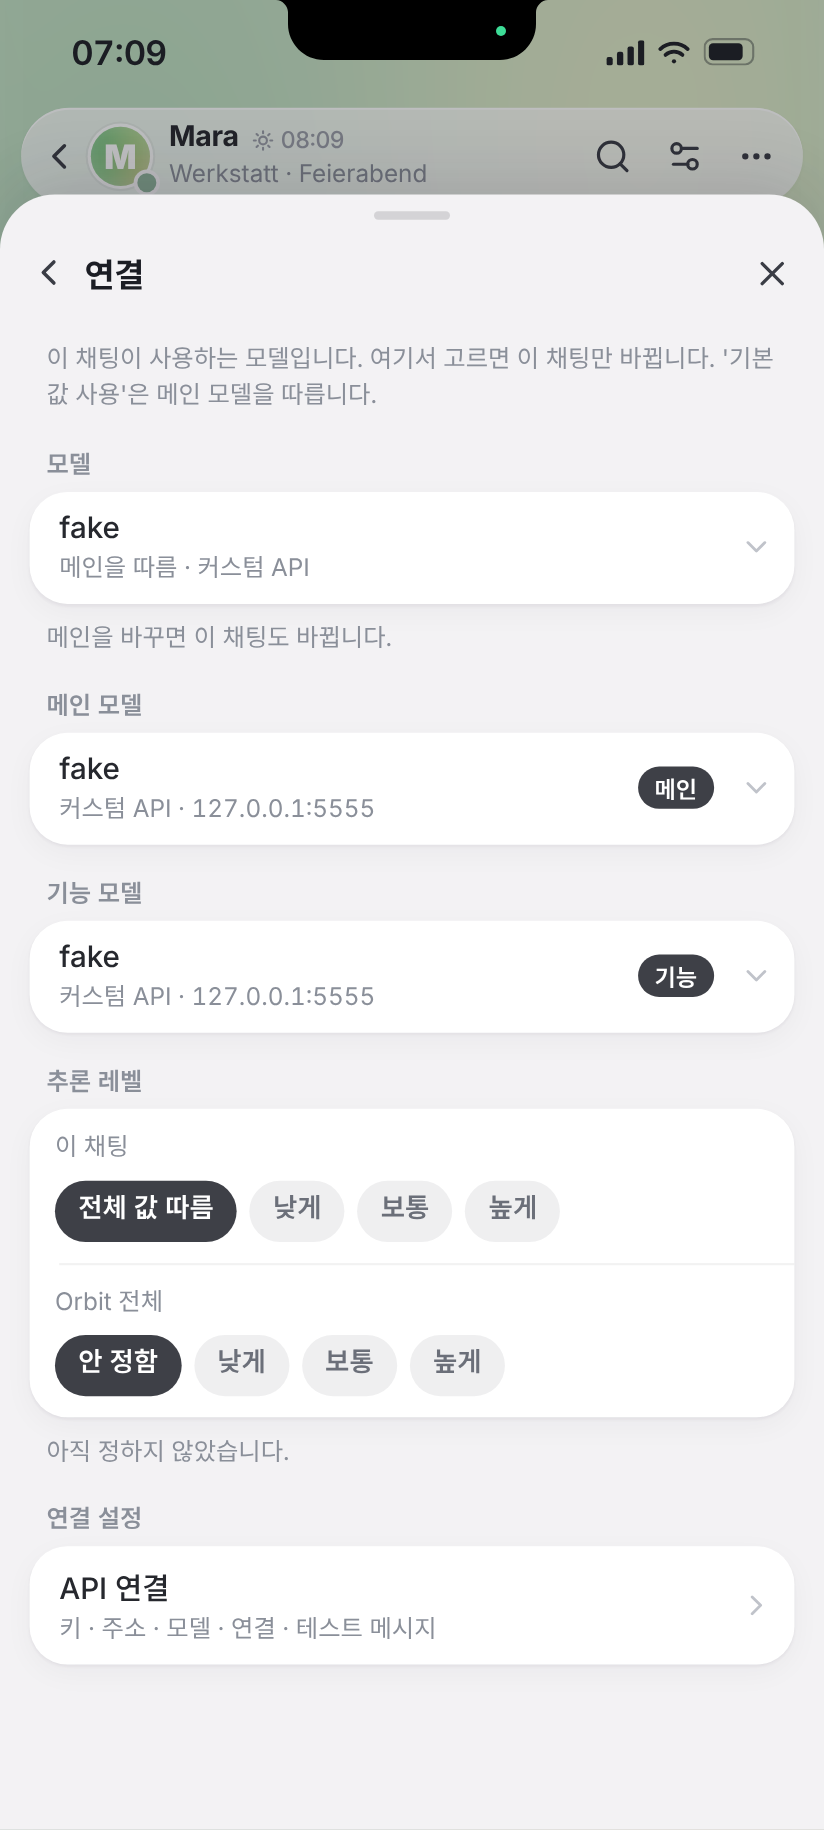 07:09
M
Mara 08:09
Werkstatt · Feierabend
연결
이 채팅이 사용하는 모델입니다. 여기서 고르면 이 채팅만 바뀝니다. '기본
값 사용'은 메인 모델을 따릅니다.
모델
fake
메인을 따름 · 커스텀 API
메인을 바꾸면 이 채팅도 바뀝니다.
메인 모델
fake
커스텀 API · 127.0.0.1:5555
메인
기능 모델
fake
커스텀 API · 127.0.0.1:5555
기능
추론 레벨
이 채팅
전체 값 따름 낮게 보통 높게
Orbit 전체
안 정함 낮게 보통 높게
아직 정하지 않았습니다.
연결 설정
API 연결
키 · 주소 · 모델 · 연결 · 테스트 메시지